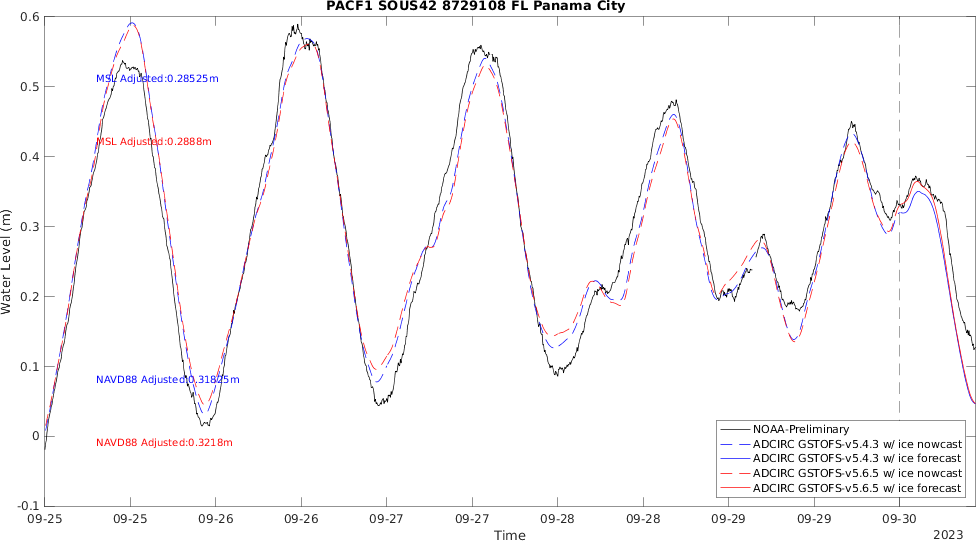 PACF1 SOUS42 8729108 FL Panama City
0.6
0.5
0.4
0.3
0.2
0.1
0
-0.1
Water Level (m)
MSL Adjusted:0.28525m
MSL Adjusted:0.2888m
NAVD88 Adjusted:0.31825m
NAVD88 Adjusted:0.3218m
NOAA-Preliminary
ADCIRC GSTOFS-v5.4.3 w/ ice nowcast
ADCIRC GSTOFS-v5.4.3 w/ ice forecast
ADCIRC GSTOFS-v5.6.5 w/ ice nowcast
ADCIRC GSTOFS-v5.6.5 w/ ice forecast
09-25 09-25 09-26 09-26 09-27 09-27 09-28 09-28 09-29 09-29 09-30
Time
2023